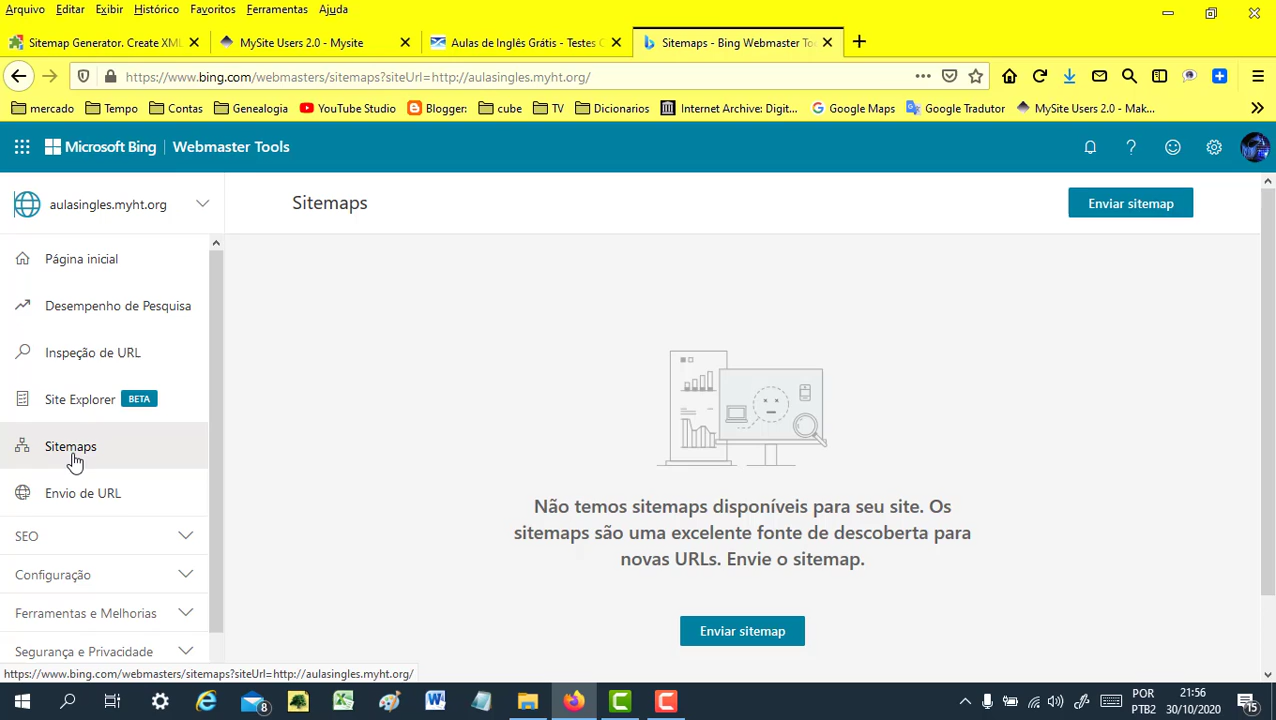 Arquivo Editar Exibir Histórico Favoritos Ferramentas Ajuda
Sitemap Generator. Create XML
MySite Users 2.0 - Mysite
Aulas de Inglês Grátis - Testes
Sitemaps - Bing Webmaster Too
https://www.bing.com/webmasters/sitemaps?siteUrl=http://aulasingles.myht.org/
mercado Tempo Contas Genealogia YouTube Studio Blogger: cube TV Dicionarios Internet Archive: Digit... Google Maps Google Tradutor MySite Users 2.0 - Mak...
Microsoft Bing Webmaster Tools
aulasingles.myht.org
Sitemaps
Enviar sitemap
Página inicial
Desempenho de Pesquisa
Inspeção de URL
Site Explorer BETA
Sitemaps
Envio de URL
SEO
Configuração
Ferramentas e Melhorias
Segurança e Privacidade
Não temos sitemaps disponíveis para seu site. Os
sitemaps são uma excelente fonte de descoberta para
novas URLs. Envie o sitemap.
Enviar sitemap
https://www.bing.com/webmasters/sitemaps?siteUrl=http://aulasingles.myht.org/
8
POR
PTB2
21:56
30/10/2020
15